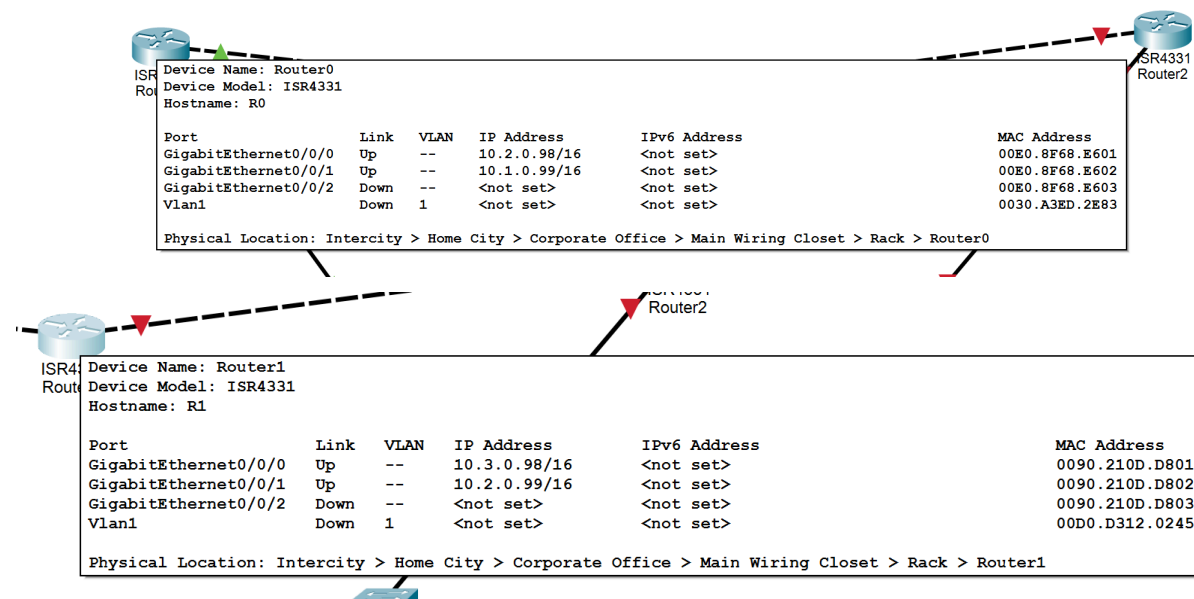 ISR4331
Router2
ISR
Rou
Device Name: Router0
Device Model: ISR4331
Hostname: R0
Port Link VLAN IP Address IPv6 Address MAC Address
GigabitEthernet0/0/0 Up -- 10.2.0.98/16 <not set> 00E0.8F68.E601
GigabitEthernet0/0/1 Up -- 10.1.0.99/16 <not set> 00E0.8F68.E602
GigabitEthernet0/0/2 Down -- <not set> <not set> 00E0.8F68.E603
Vlan1 Down 1 <not set> <not set> 0030.A3ED.2E83
Physical Location: Intercity > Home City > Corporate Office > Main Wiring Closet > Rack > Router0
Router2
ISR4
Route
Device Name: Router1
Device Model: ISR4331
Hostname: R1
Port Link VLAN IP Address IPv6 Address MAC Address
GigabitEthernet0/0/0 Up -- 10.3.0.98/16 <not set> 0090.210D.D801
GigabitEthernet0/0/1 Up -- 10.2.0.99/16 <not set> 0090.210D.D802
GigabitEthernet0/0/2 Down -- <not set> <not set> 0090.210D.D803
Vlan1 Down 1 <not set> <not set> 00D0.D312.0245
Physical Location: Intercity > Home City > Corporate Office > Main Wiring Closet > Rack > Router1